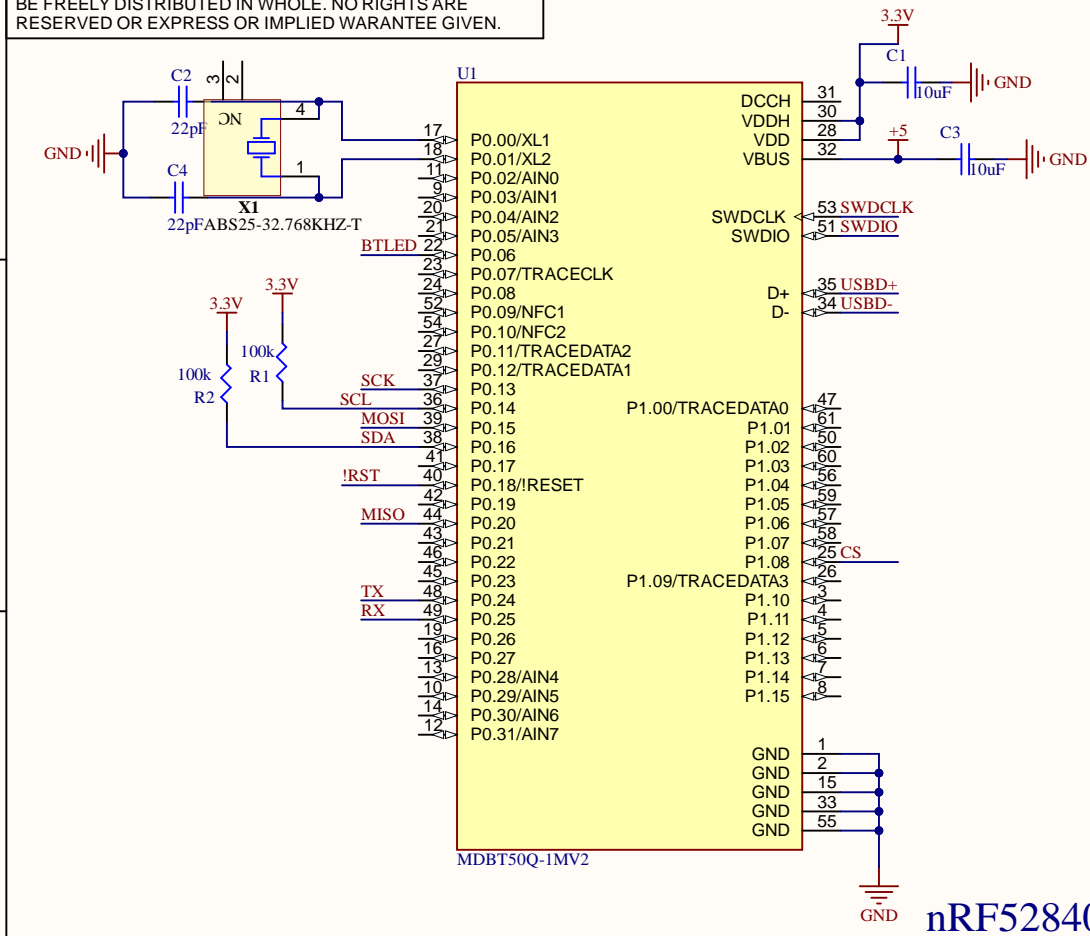 BE FREELY DISTRIBUTED IN WHOLE. NO RIGHTS ARE
RESERVED OR EXPRESS OR IMPLIED WARANTEE GIVEN.
3.3V
C1
10uF
GND
+5
C3
10uF
GND
C2
22pF
3
2
NC
4
1
GND
C4
22pF
X1
ABS25-32.768KHZ-T
U1
17 P0.00/XL1
18 P0.01/XL2
11 P0.02/AIN0
9 P0.03/AIN1
20 P0.04/AIN2
21 P0.05/AIN3
BTLED 22 P0.06
23 P0.07/TRACECLK
24 P0.08
52 P0.09/NFC1
54 P0.10/NFC2
27 P0.11/TRACEDATA2
29 P0.12/TRACEDATA1
SCK 37 P0.13
SCL 36 P0.14
MOSI 39 P0.15
SDA 38 P0.16
41 P0.17
!RST 40 P0.18/!RESET
42 P0.19
MISO 44 P0.20
43 P0.21
46 P0.22
45 P0.23
TX 48 P0.24
RX 49 P0.25
19 P0.26
16 P0.27
13 P0.28/AIN4
10 P0.29/AIN5
14 P0.30/AIN6
12 P0.31/AIN7
3.3V
3.3V
100k
R1
100k
R2
DCCH 31
VDDH 30
VDD 28
VBUS 32
SWDCLK 53 SWDCLK
SWDIO 51 SWDIO
D+ 35 USBD+
D- 34 USBD-
P1.00/TRACEDATA0 47
P1.01 61
P1.02 50
P1.03 60
P1.04 56
P1.05 59
P1.06 57
P1.07 58
P1.08 25 CS
P1.09/TRACEDATA3 26
P1.10 3
P1.11 4
P1.12 5
P1.13 6
P1.14 7
P1.15 8
GND 1
GND 2
GND 15
GND 33
GND 55
MDBT50Q-1MV2
GND
nRF52840